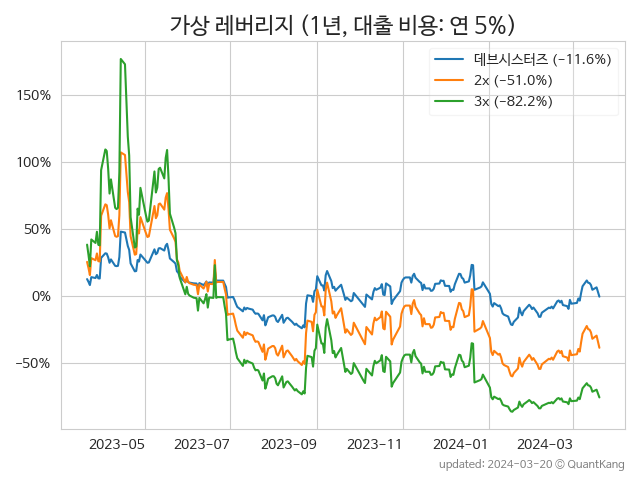 가상 레버리지 (1년, 대출 비용: 연 5%)
데브시스터즈 (-11.6%)
2x (-51.0%)
3x (-82.2%)
150%
100%
50%
0%
−50%
2023-05 2023-07 2023-09 2023-11 2024-01 2024-03
updated: 2024-03-20 © QuantKang